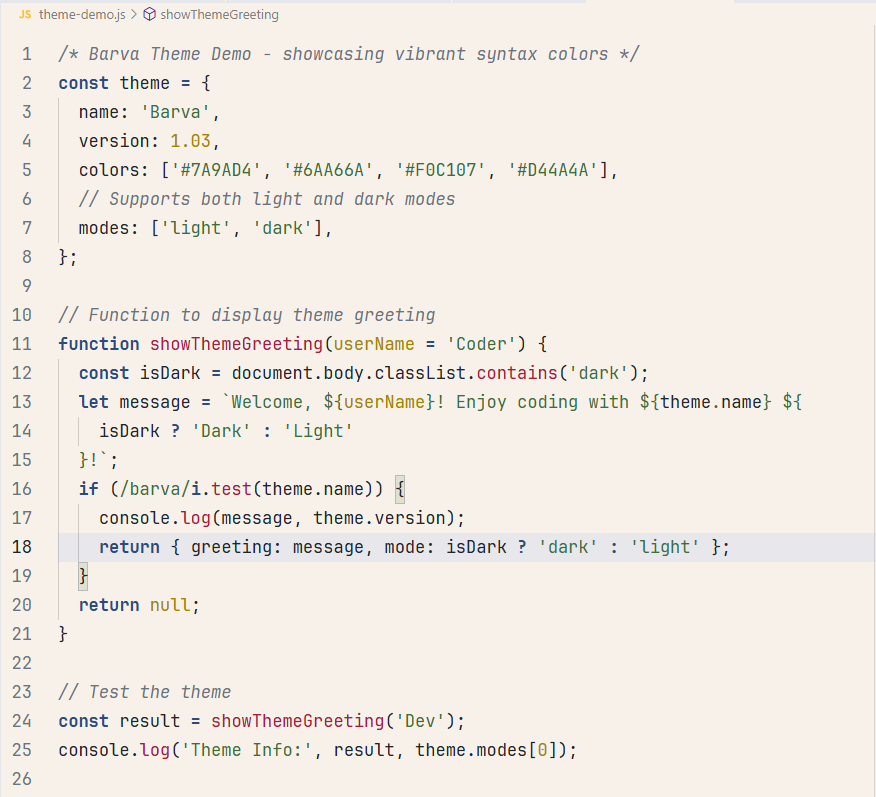 JS theme-demo.js > showThemeGreeting
1 /* Barva Theme Demo - showcasing vibrant syntax colors */
2 const theme = {
3   name: 'Barva',
4   version: 1.03,
5   colors: ['#7A9AD4', '#6AA66A', '#F0C107', '#D44A4A'],
6   // Supports both light and dark modes
7   modes: ['light', 'dark'],
8 };
9
10 // Function to display theme greeting
11 function showThemeGreeting(userName = 'Coder') {
12   const isDark = document.body.classList.contains('dark');
13   let message = `Welcome, ${userName}! Enjoy coding with ${theme.name} ${
14     isDark ? 'Dark' : 'Light'
15   }!`;
16   if (/barva/i.test(theme.name)) {
17     console.log(message, theme.version);
18     return { greeting: message, mode: isDark ? 'dark' : 'light' };
19   }
20   return null;
21 }
22
23 // Test the theme
24 const result = showThemeGreeting('Dev');
25 console.log('Theme Info:', result, theme.modes[0]);
26